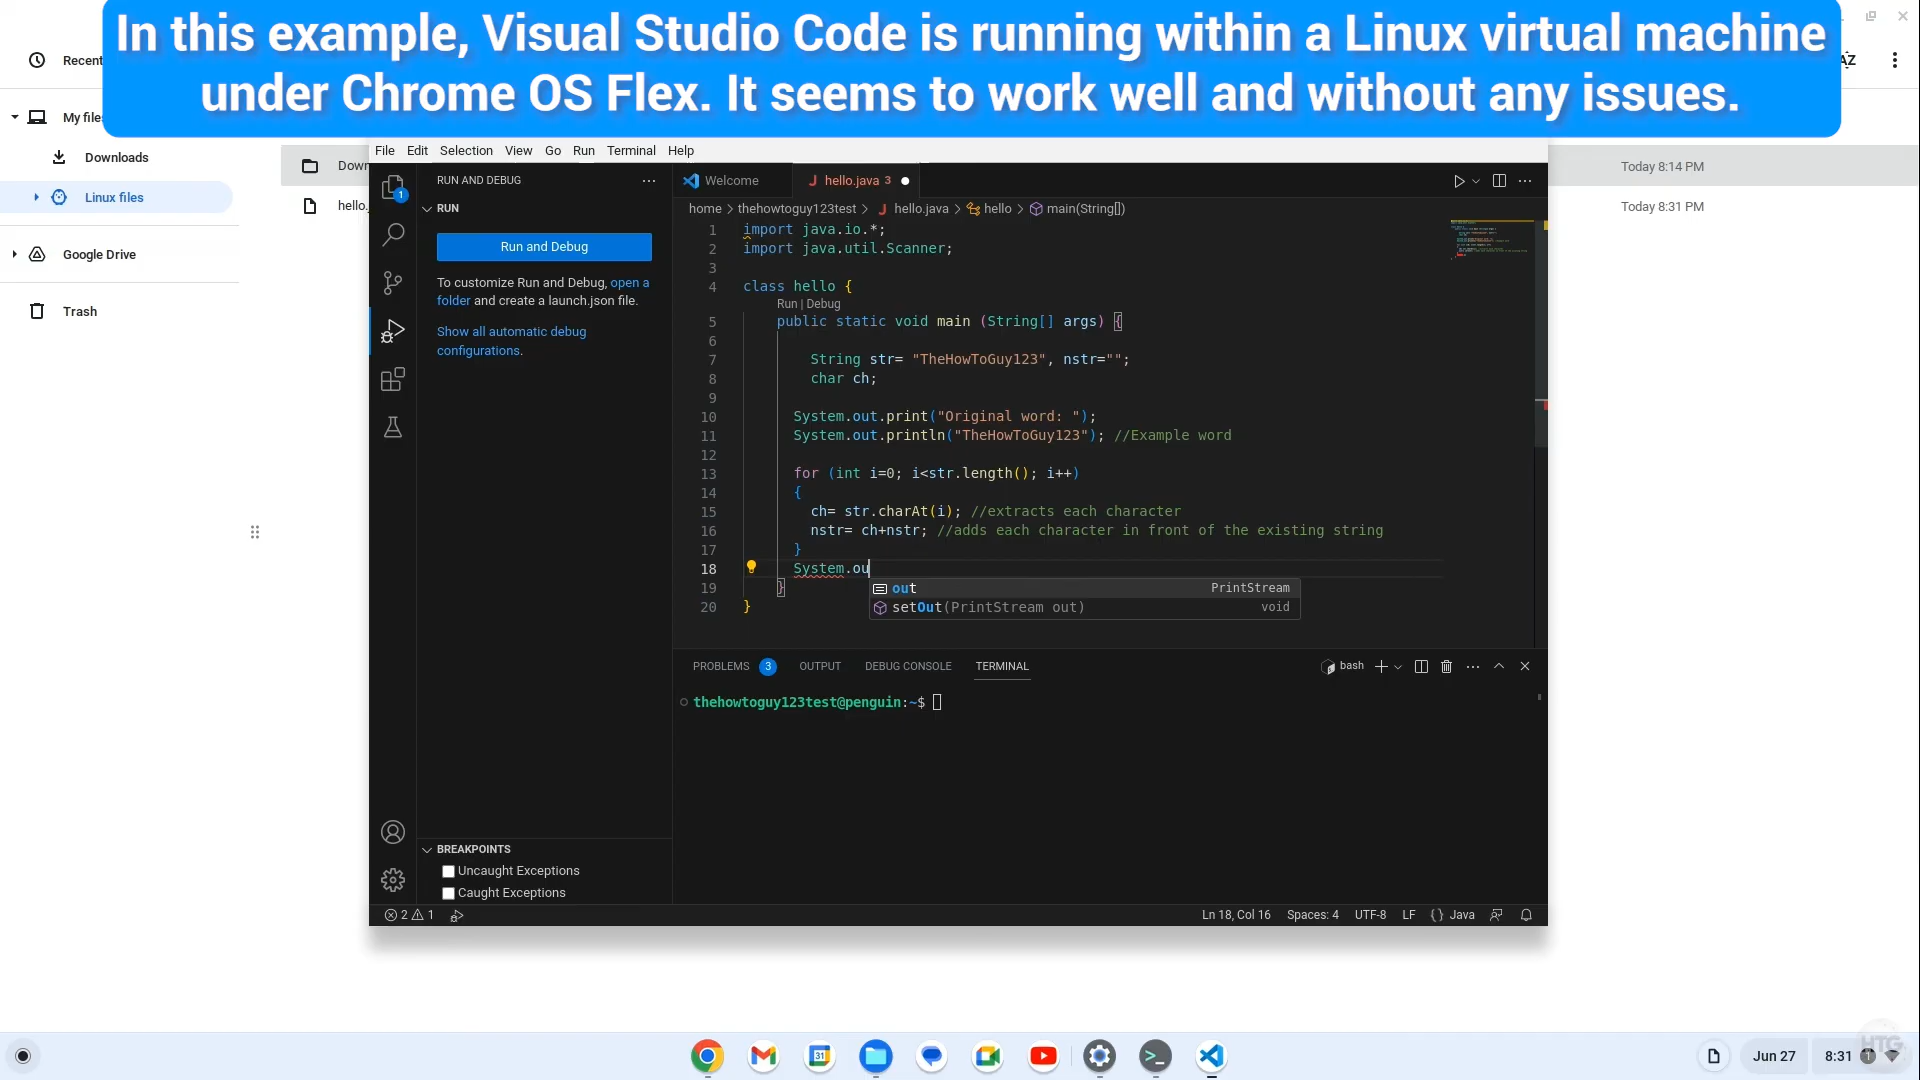 In this example, Visual Studio Code is running within a Linux virtual machine
under Chrome OS Flex. It seems to work well and without any issues.
Recent
AZ
My files
Downloads
Linux files
Google Drive
Trash
Down
hello.
Today 8:14 PM
Today 8:31 PM
File Edit Selection View Go Run Terminal Help
1
RUN AND DEBUG
RUN
Run and Debug
To customize Run and Debug, open a
folder and create a launch.json file.
Show all automatic debug
configurations.
Welcome
hello.java 3
home > thehowtoguy123test > J hello.java > hello > main(String[])
1 import java.io.*;
2 import java.util.Scanner;
3
4 class hello {
Run | Debug
5 public static void main (String[] args) {
6
7 String str= "TheHowToGuy123", nstr="";
8 char ch;
9
10 System.out.print("Original word: ");
11 System.out.println("TheHowToGuy123"); //Example word
12
13 for (int i=0; i<str.length(); i++)
14 {
15 ch= str.charAt(i); //extracts each character
16 nstr= ch+nstr; //adds each character in front of the existing string
17 }
18 System.ou
19 }
20 }
out PrintStream
setOut(PrintStream out) void
PROBLEMS 3 OUTPUT DEBUG CONSOLE TERMINAL
bash
thehowtoguy123test@penguin:~$
BREAKPOINTS
Uncaught Exceptions
Caught Exceptions
2 1
Ln 18, Col 16 Spaces: 4 UTF-8 LF {} Java
31
Jun 27
8:31
1
HTG